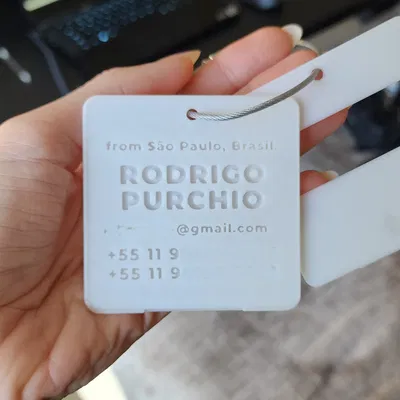 from São Paulo, Brasil
RODRIGO
PURCHIO
@gmail.com
+55 11 9
+55 11 9